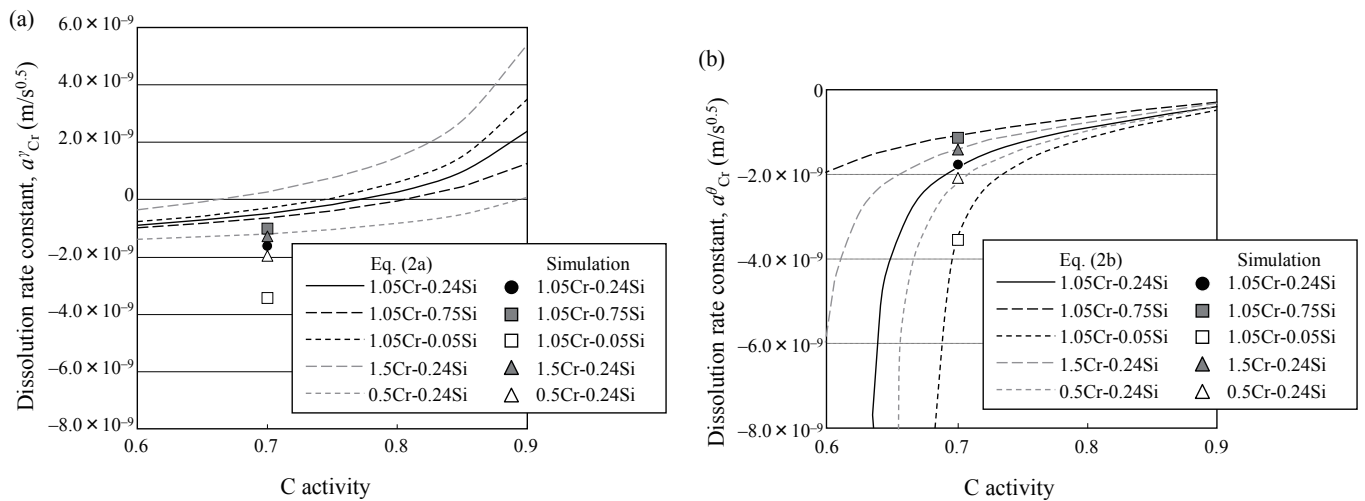 (a)
Dissolution rate constant, aᵞCr (m/s⁰·⁵)
6.0 × 10⁻⁹
4.0 × 10⁻⁹
2.0 × 10⁻⁹
0
−2.0 × 10⁻⁹
−4.0 × 10⁻⁹
−6.0 × 10⁻⁹
−8.0 × 10⁻⁹
0.6 0.7 0.8 0.9
C activity
Eq. (2a) Simulation
1.05Cr-0.24Si 1.05Cr-0.24Si
1.05Cr-0.75Si 1.05Cr-0.75Si
1.05Cr-0.05Si 1.05Cr-0.05Si
1.5Cr-0.24Si 1.5Cr-0.24Si
0.5Cr-0.24Si 0.5Cr-0.24Si
(b)
Dissolution rate constant, aᶿCr (m/s⁰·⁵)
0
−2.0 × 10⁻⁹
−4.0 × 10⁻⁹
−6.0 × 10⁻⁹
−8.0 × 10⁻⁹
0.6 0.7 0.8 0.9
C activity
Eq. (2b) Simulation
1.05Cr-0.24Si 1.05Cr-0.24Si
1.05Cr-0.75Si 1.05Cr-0.75Si
1.05Cr-0.05Si 1.05Cr-0.05Si
1.5Cr-0.24Si 1.5Cr-0.24Si
0.5Cr-0.24Si 0.5Cr-0.24Si